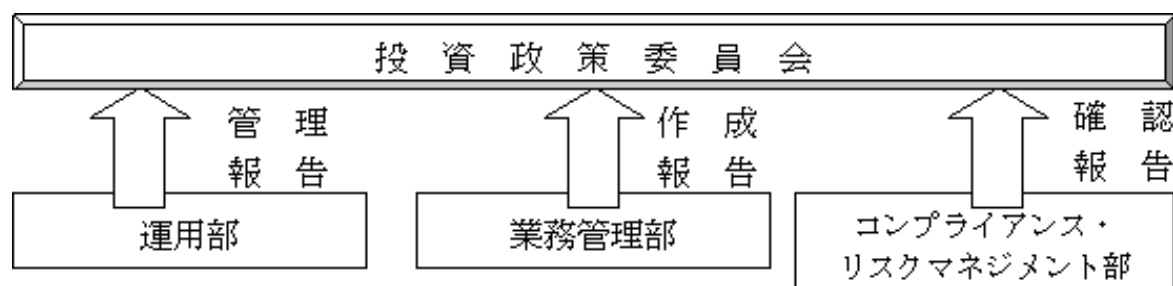 投資政策委員会
管理
報告
作成
報告
確認
報告
運用部
業務管理部
コンプライアンス・
リスクマネジメント部